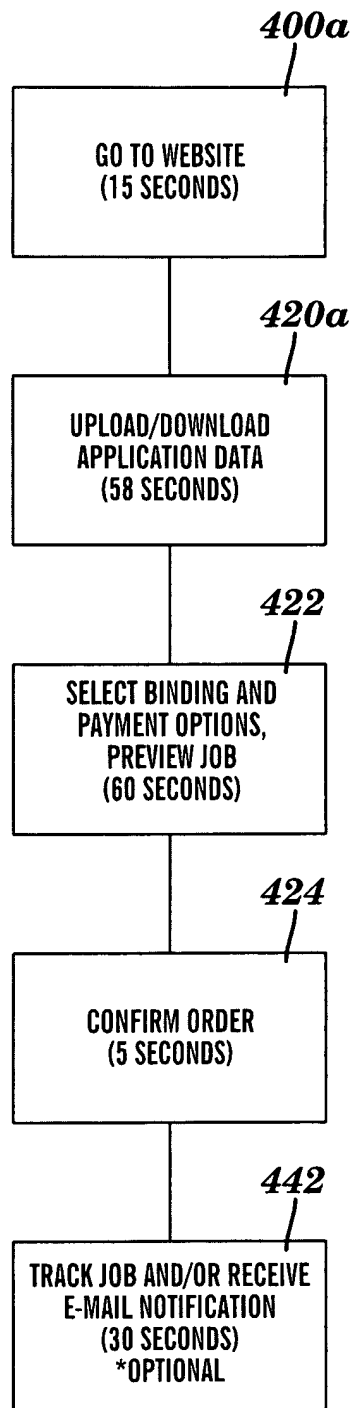 400a
GO TO WEBSITE
(15 SECONDS)
420a
UPLOAD/DOWNLOAD
APPLICATION DATA
(58 SECONDS)
422
SELECT BINDING AND
PAYMENT OPTIONS,
PREVIEW JOB
(60 SECONDS)
424
CONFIRM ORDER
(5 SECONDS)
442
TRACK JOB AND/OR RECEIVE
E-MAIL NOTIFICATION
(30 SECONDS)
*OPTIONAL